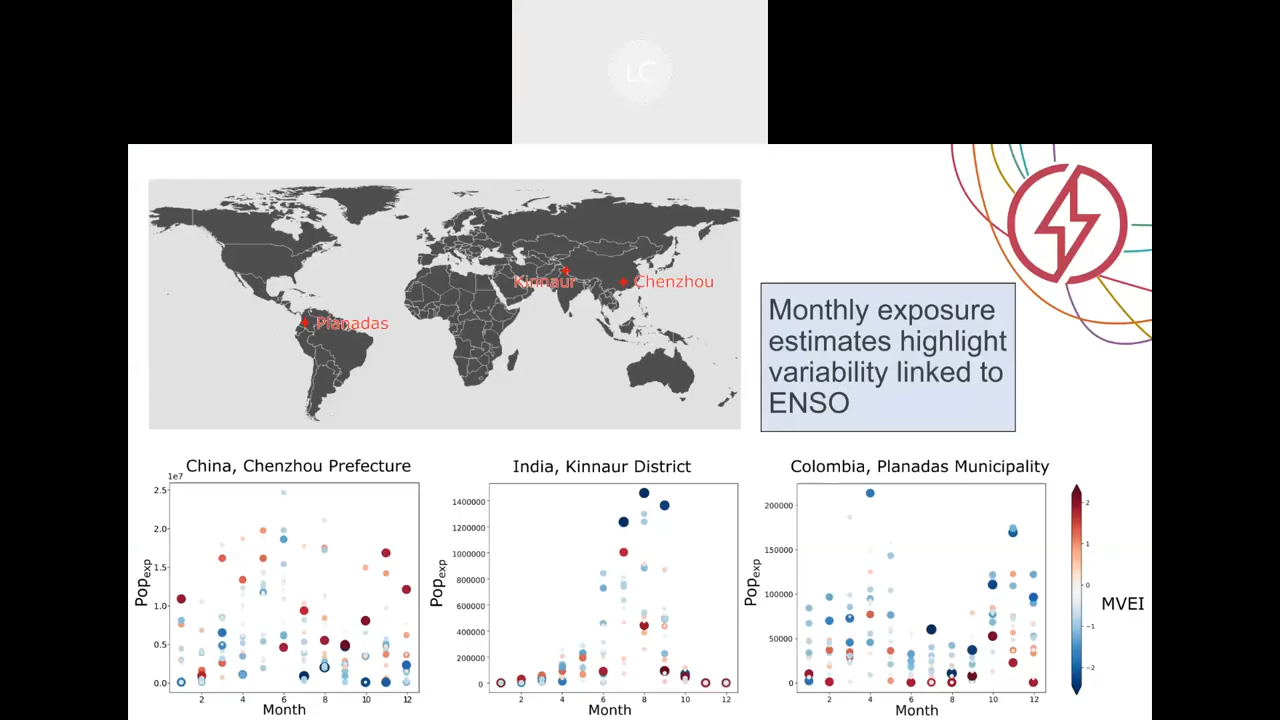 LC
Kinnaur
Chenzhou
Planadas
Monthly exposure
estimates highlight
variability linked to
ENSO
China, Chenzhou Prefecture
1e7
2.5
2.0
1.5
1.0
0.5
0.0
Pop_exp
2 4 6 8 10 12
Month
India, Kinnaur District
1400000
1200000
1000000
800000
600000
400000
200000
0
Pop_exp
2 4 6 8 10 12
Month
Colombia, Planadas Municipality
200000
150000
100000
50000
0
Pop_exp
2 4 6 8 10 12
Month
2
1
0
−1
−2
MVEI